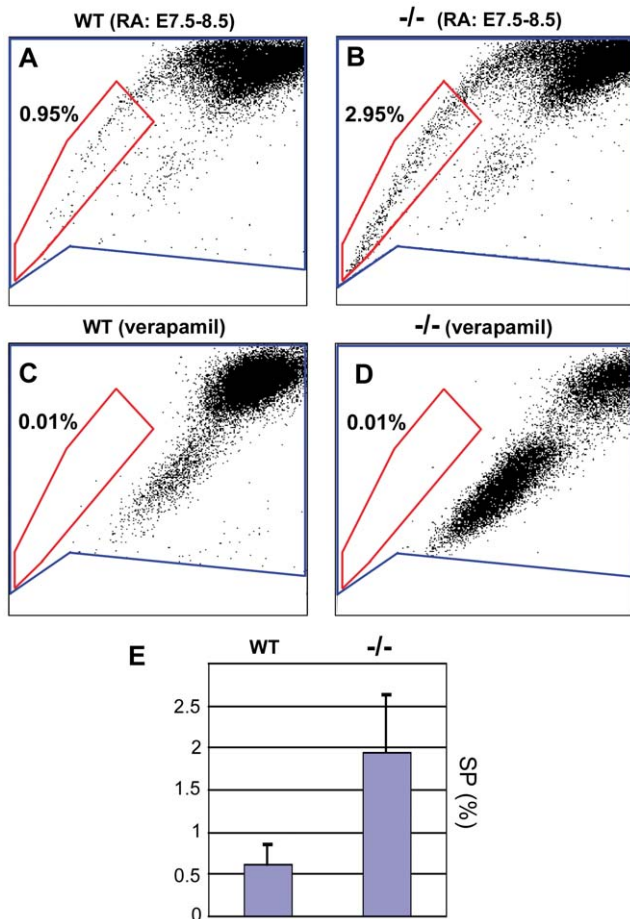 WT (RA: E7.5-8.5)
-/- (RA: E7.5-8.5)
A
B
0.95%
2.95%
WT (verapamil)
-/- (verapamil)
C
D
0.01%
0.01%
E
WT
-/-
2.5
2
1.5
1
0.5
0
SP (%)